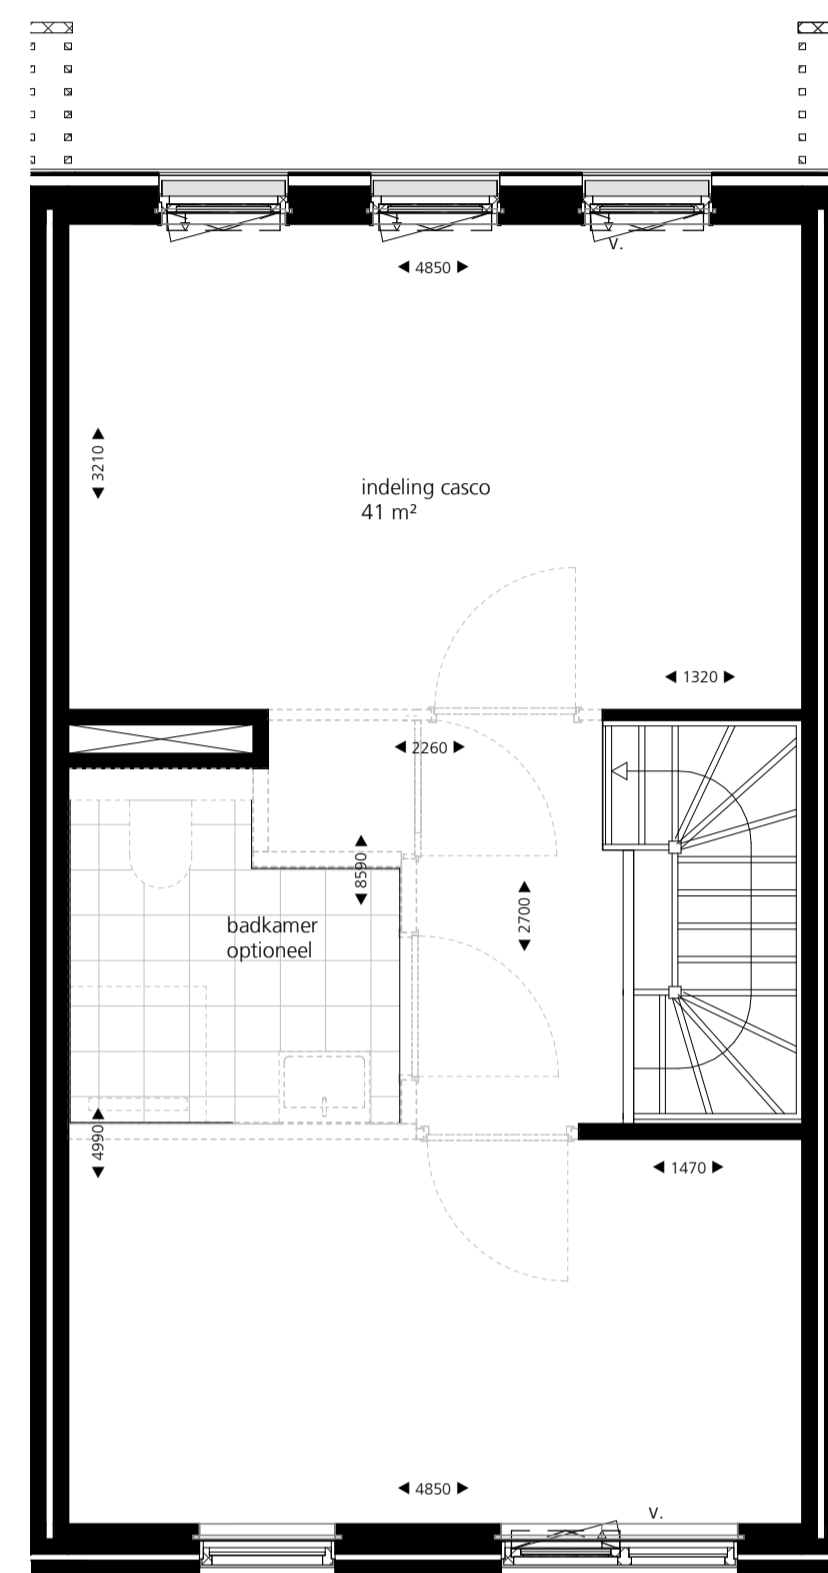 v.
4850
3210
indeling casco
41 m²
1320
2260
8590
2700
badkamer
optioneel
4990
1470
4850
v.